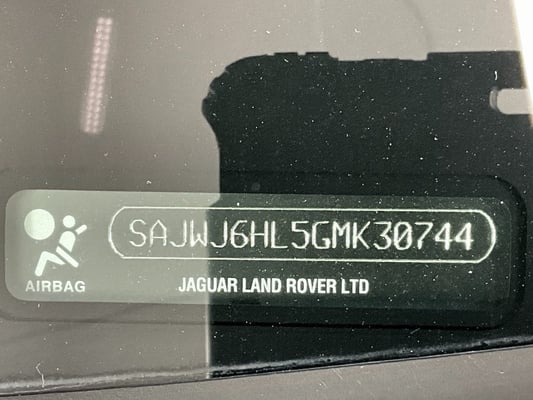 SAJWJ6HL5GMK30744
AIRBAG
JAGUAR LAND ROVER LTD